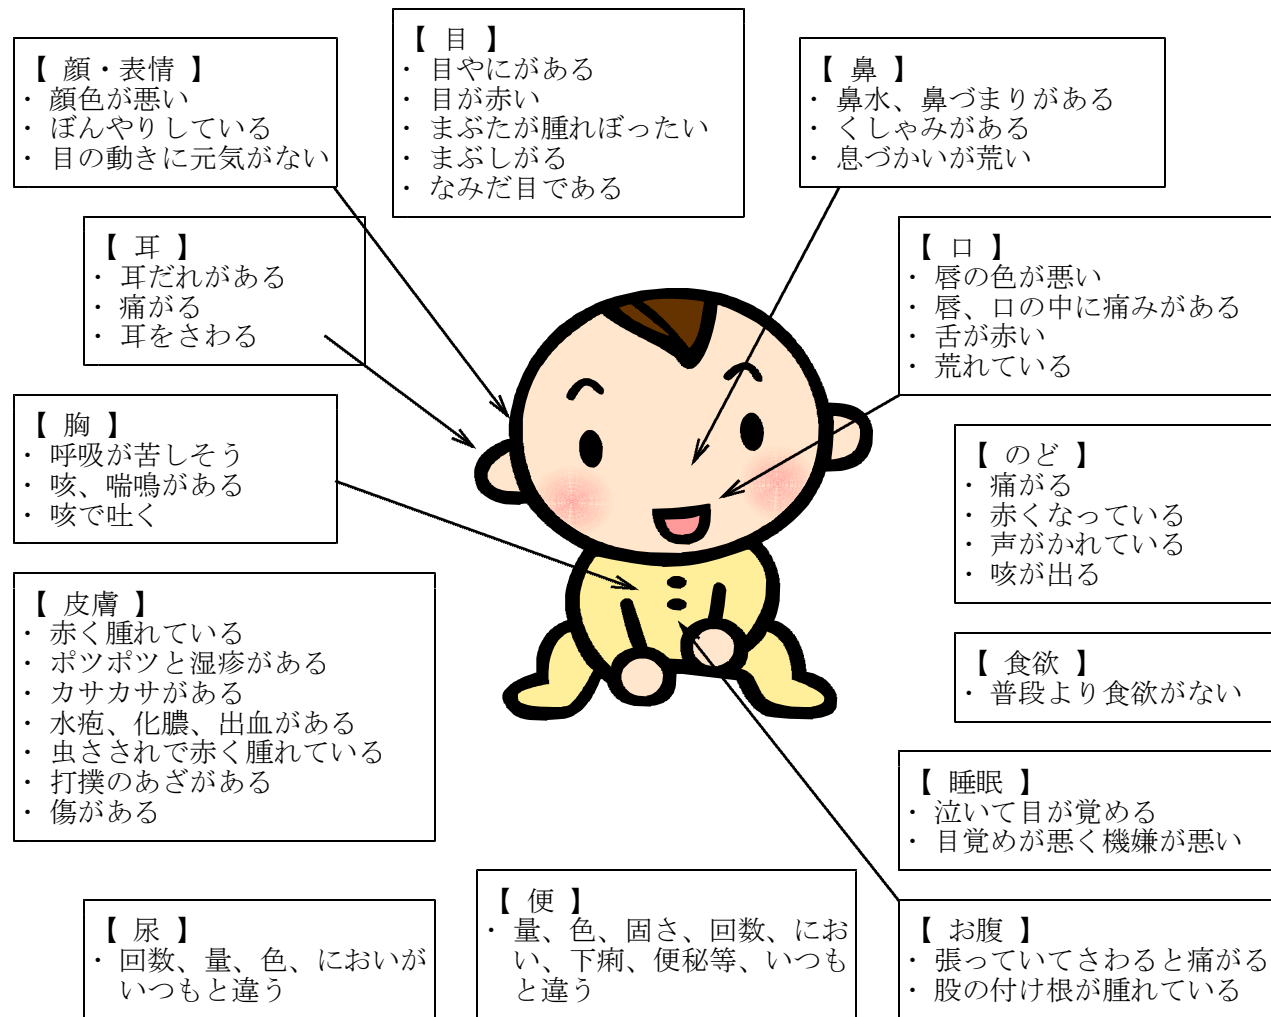 【 顔・表情 】
・ 顔色が悪い
・ ぼんやりしている
・ 目の動きに元気がない
【 目 】
・ 目やにがある
・ 目が赤い
・ まぶたが腫れぼったい
・ まぶしがる
・ なみだ目である
【 鼻 】
・ 鼻水、鼻づまりがある
・ くしゃみがある
・ 息づかいが荒い
【 耳 】
・ 耳だれがある
・ 痛がる
・ 耳をさわる
【 口 】
・ 唇の色が悪い
・ 唇、口の中に痛みがある
・ 舌が赤い
・ 荒れている
【 胸 】
・ 呼吸が苦しそう
・ 咳、喘鳴がある
・ 咳で吐く
【 のど 】
・ 痛がる
・ 赤くなっている
・ 声がかれている
・ 咳が出る
【 皮膚 】
・ 赤く腫れている
・ ポツポツと湿疹がある
・ カサカサがある
・ 水疱、化膿、出血がある
・ 虫さされで赤く腫れている
・ 打撲のあざがある
・ 傷がある
【 食欲 】
・ 普段より食欲がない
【 睡眠 】
・ 泣いて目が覚める
・ 目覚めが悪く機嫌が悪い
【 尿 】
・ 回数、量、色、においが
いつもと違う
【 便 】
・ 量、色、固さ、回数、にお
い、下痢、便秘等、いつも
と違う
【 お腹 】
・ 張っていてさわると痛がる
・ 股の付け根が腫れている